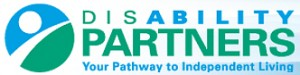 DISABILITY
PARTNERS
Your Pathway to Independent Living